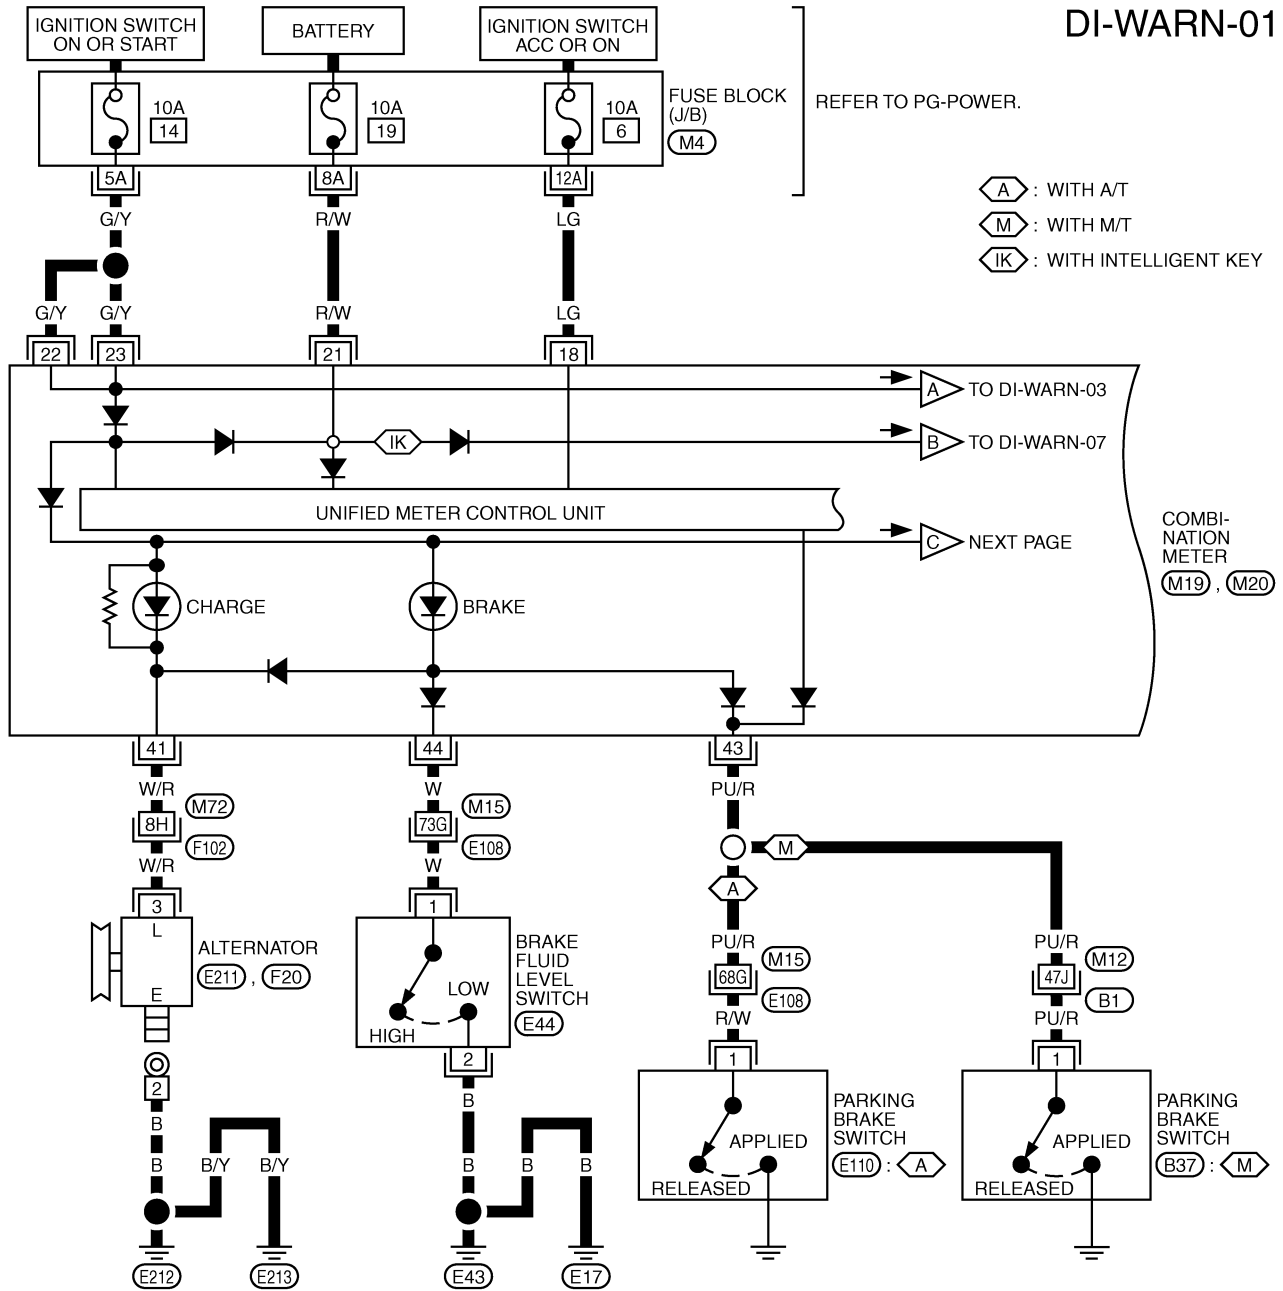 DI-WARN-01
IGNITION SWITCH
ON OR START
BATTERY
IGNITION SWITCH
ACC OR ON
10A
14
10A
19
10A
6
FUSE BLOCK
(J/B)
M4
REFER TO PG-POWER.
5A
8A
12A
A : WITH A/T
M : WITH M/T
IK : WITH INTELLIGENT KEY
G/Y
R/W
LG
G/Y
G/Y
R/W
LG
22
23
21
18
A
TO DI-WARN-03
IK
B
TO DI-WARN-07
UNIFIED METER CONTROL UNIT
C
NEXT PAGE
COMBI-
NATION
METER
M19 , M20
CHARGE
BRAKE
41
44
43
W/R
W
PU/R
M72
M15
8H
73G
F102
E108
M
W/R
W
A
3
1
L
E
ALTERNATOR
E211 , F20
BRAKE
FLUID
LEVEL
SWITCH
E44
LOW
HIGH
PU/R
PU/R
M15
M12
68G
47J
E108
B1
R/W
PU/R
2
1
1
2
B
B
B
B/Y
B/Y
B
B
B
APPLIED
RELEASED
PARKING
BRAKE
SWITCH
E110 : A
APPLIED
RELEASED
PARKING
BRAKE
SWITCH
B37 : M
E212
E213
E43
E17